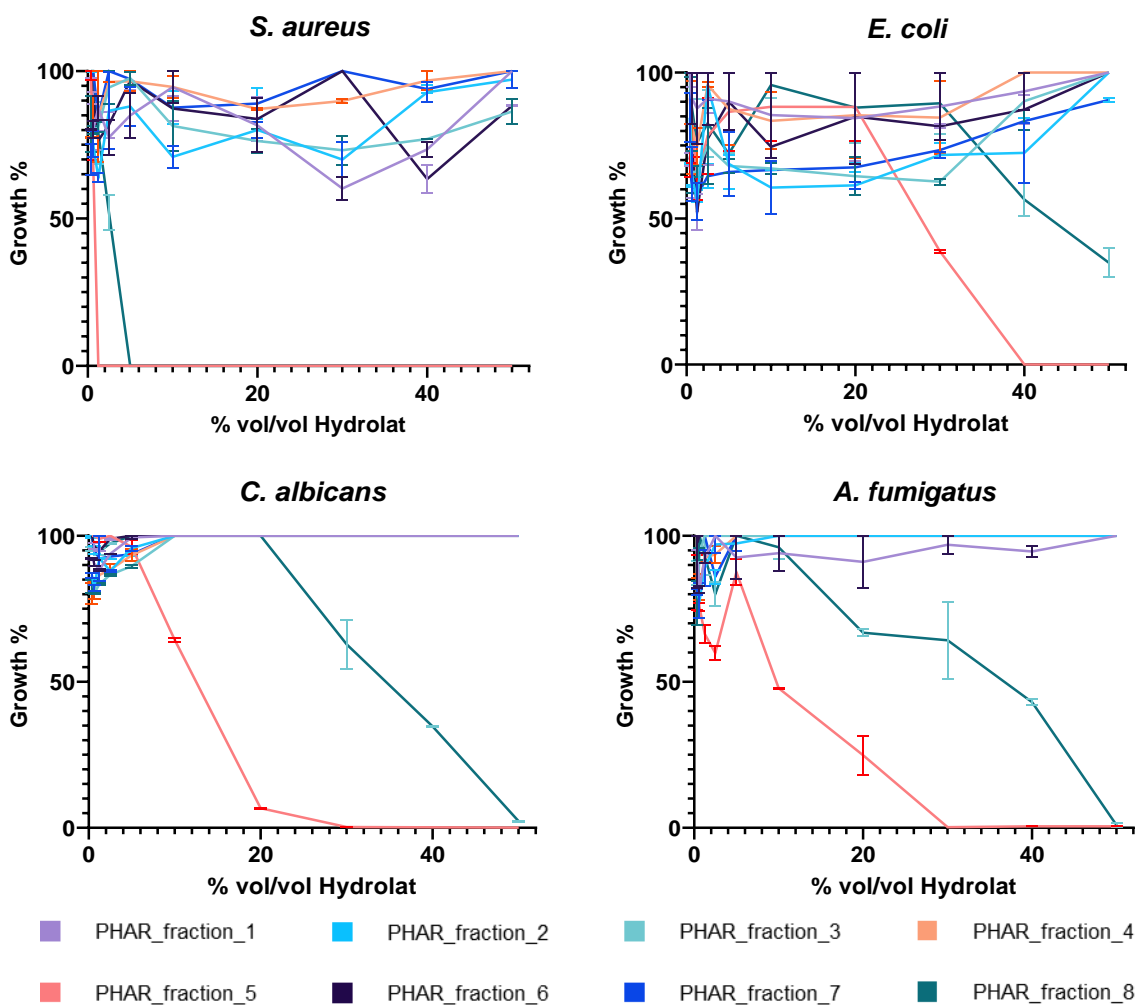 S. aureus
E. coli
Growth %
100
50
0
0
20
40
% vol/vol Hydrolat
Growth %
100
50
0
0
20
40
% vol/vol Hydrolat
C. albicans
A. fumigatus
Growth %
100
50
0
0
20
40
% vol/vol Hydrolat
Growth %
100
50
0
0
20
40
% vol/vol Hydrolat
PHAR_fraction_1
PHAR_fraction_2
PHAR_fraction_3
PHAR_fraction_4
PHAR_fraction_5
PHAR_fraction_6
PHAR_fraction_7
PHAR_fraction_8